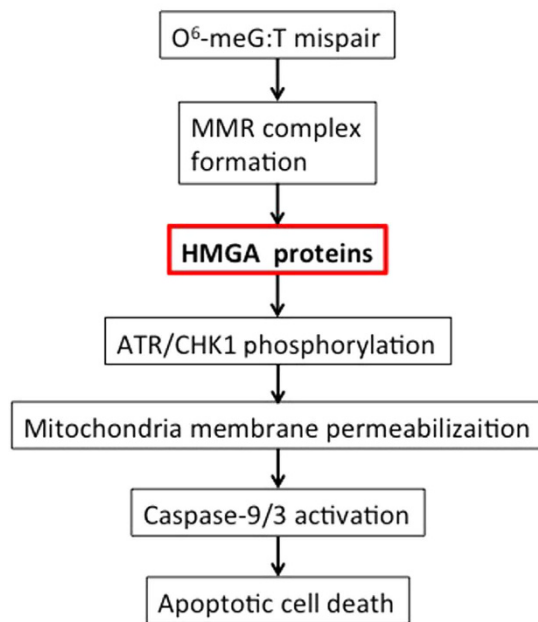 O⁶-meG:T mispair
MMR complex
formation
HMGA proteins
ATR/CHK1 phosphorylation
Mitochondria membrane permeabilizaition
Caspase-9/3 activation
Apoptotic cell death